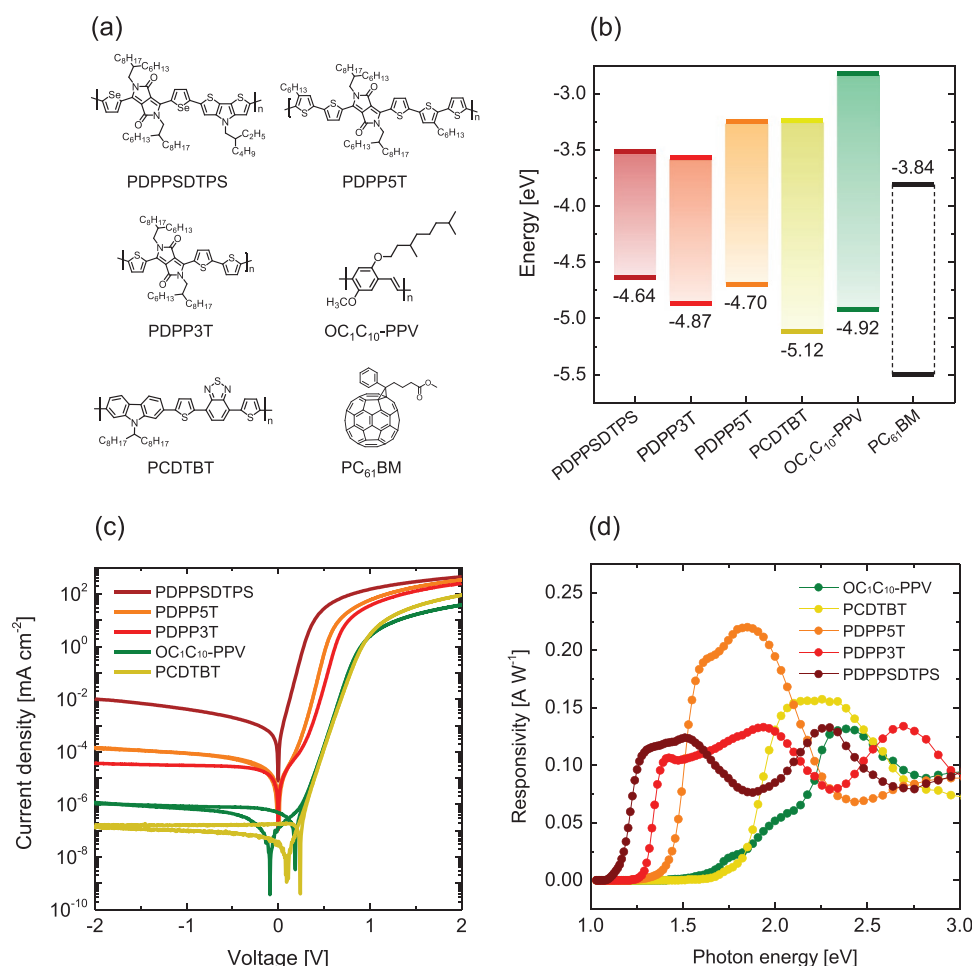 (a)
C8H17
C6H13
O
N
Se
Se
S
S
n
N
O
N
C6H13
C8H17
C2H5
C4H9
PDPPSDTPS
C8H17
C6H13
C6H13
O
N
S
S
S
S
S
n
O
N
C6H13
C6H13
C8H17
PDPP5T
C8H17
C6H13
O
N
S
S
S
n
O
N
C6H13
C8H17
PDPP3T
O
H3CO
n
OC1C10-PPV
S
N
N
S
S
n
N
C8H17
C8H17
PCDTBT
O
O
PC61BM
(b)
Energy [eV]
-3.0
-3.5
-4.0
-4.5
-5.0
-5.5
-3.84
-4.64
-4.87
-4.70
-5.12
-4.92
PDPPSDTPS
PDPP3T
PDPP5T
PCDTBT
OC1C10-PPV
PC61BM
(c)
Current density [mA cm-2]
10^2
10^0
10^-2
10^-4
10^-6
10^-8
10^-10
PDPPSDTPS
PDPP5T
PDPP3T
OC1C10-PPV
PCDTBT
-2
-1
0
1
2
Voltage [V]
(d)
Responsivity [A W-1]
0.25
0.20
0.15
0.10
0.05
0.00
OC1C10-PPV
PCDTBT
PDPP5T
PDPP3T
PDPPSDTPS
1.0
1.5
2.0
2.5
3.0
Photon energy [eV]